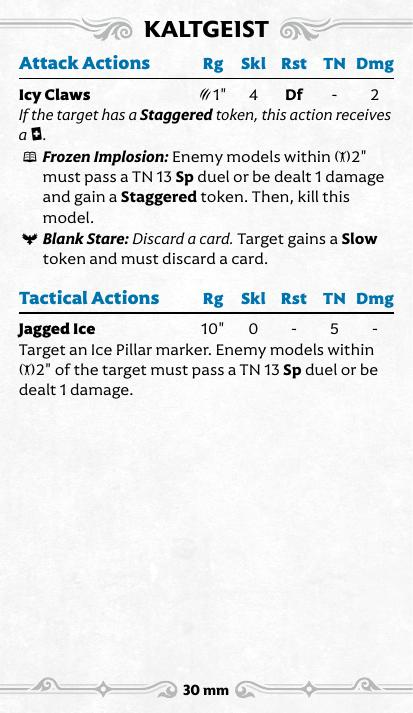 KALTGEIST
Attack Actions Rg Skl Rst TN Dmg
Icy Claws 1" 4 Df - 2
If the target has a Staggered token, this action receives
a .
Frozen Implosion: Enemy models within 2"
must pass a TN 13 Sp duel or be dealt 1 damage
and gain a Staggered token. Then, kill this
model.
Blank Stare: Discard a card. Target gains a Slow
token and must discard a card.
Tactical Actions Rg Skl Rst TN Dmg
Jagged Ice 10" 0 - 5 -
Target an Ice Pillar marker. Enemy models within
2" of the target must pass a TN 13 Sp duel or be
dealt 1 damage.
30 mm